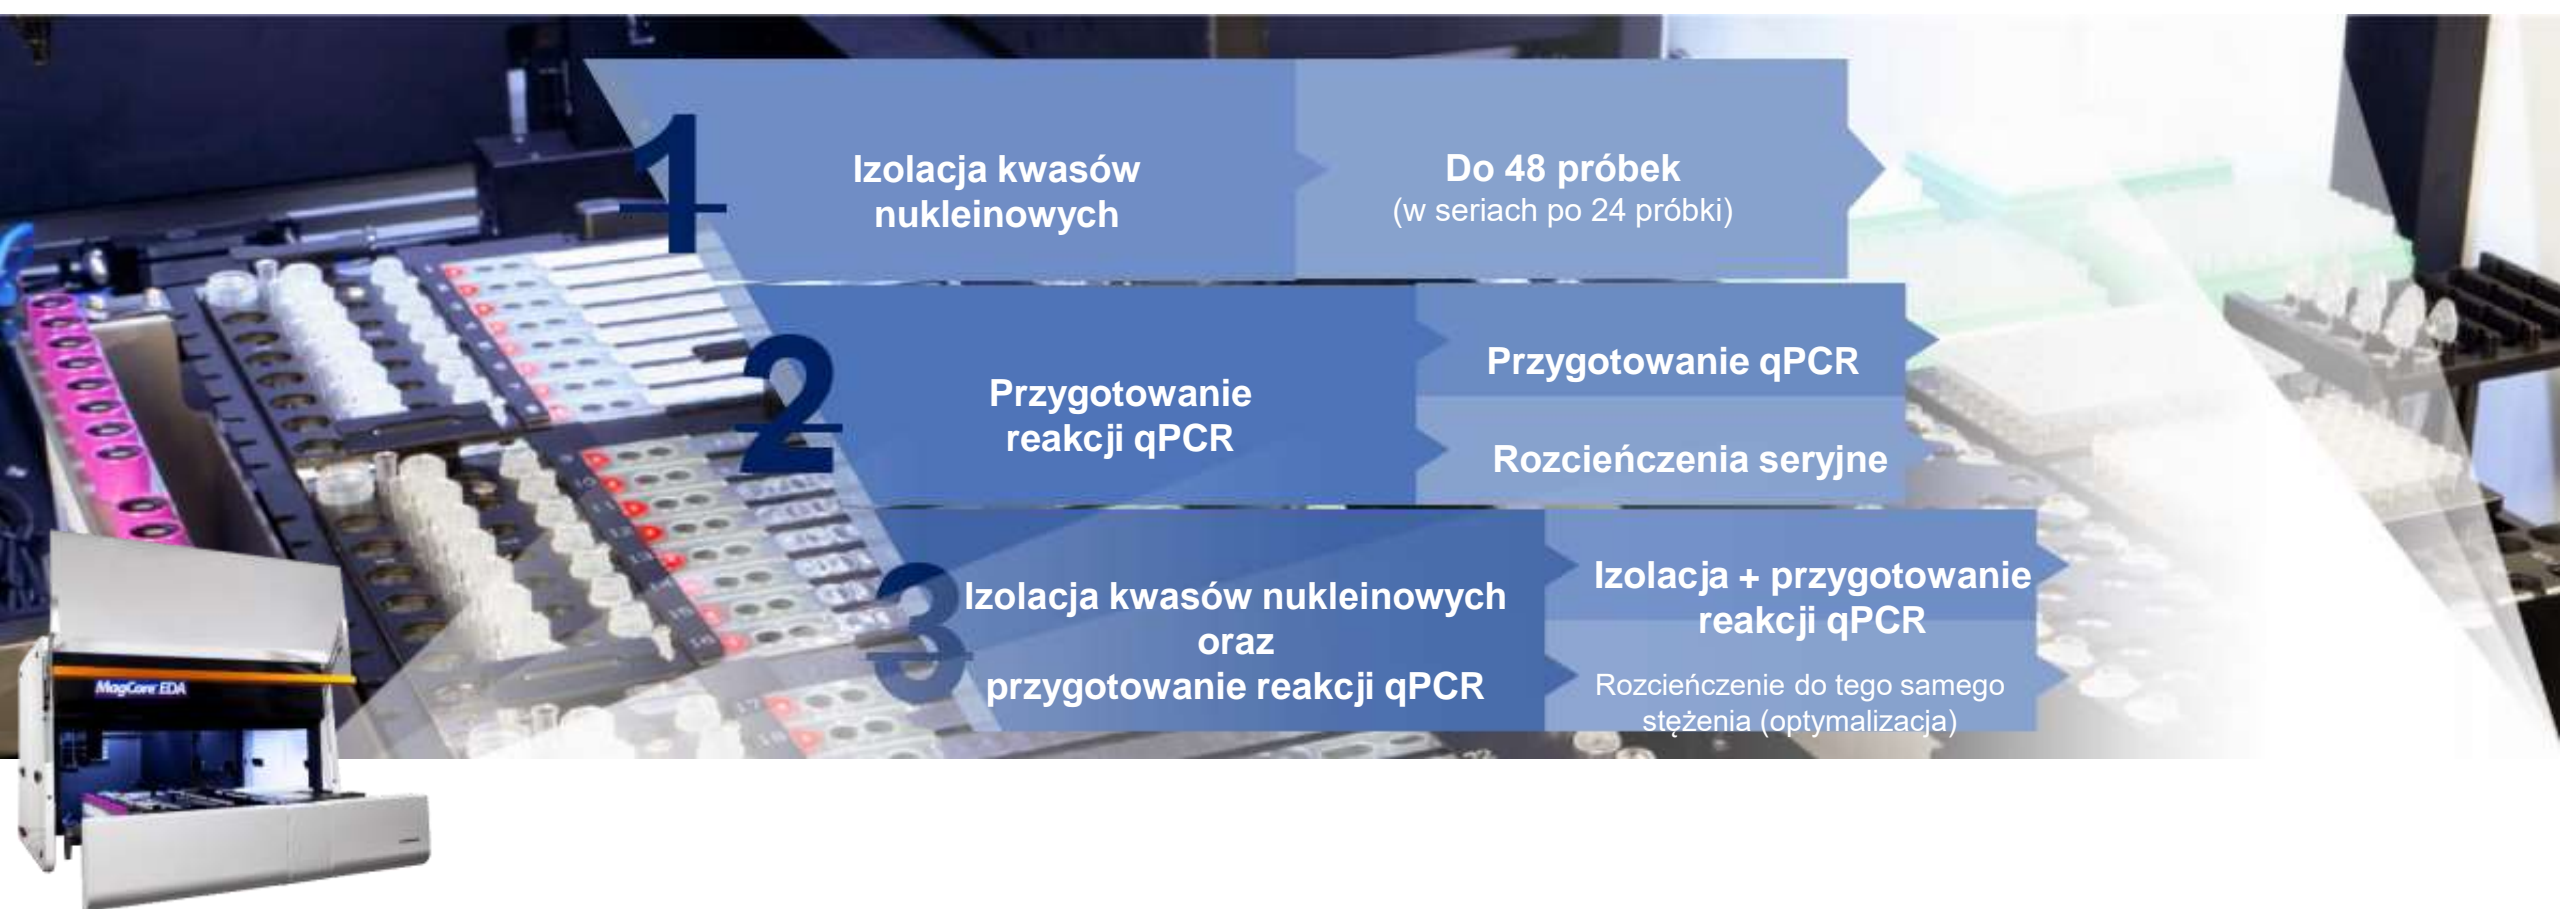 1
Izolacja kwasów
nukleinowych
Do 48 próbek
(w seriach po 24 próbki)
2
Przygotowanie
reakcji qPCR
Przygotowanie qPCR
Rozcieńczenia seryjne
3
Izolacja kwasów nukleinowych
oraz
przygotowanie reakcji qPCR
Izolacja + przygotowanie
reakcji qPCR
Rozcieńczenie do tego samego
stężenia (optymalizacja)
MagCore EDA